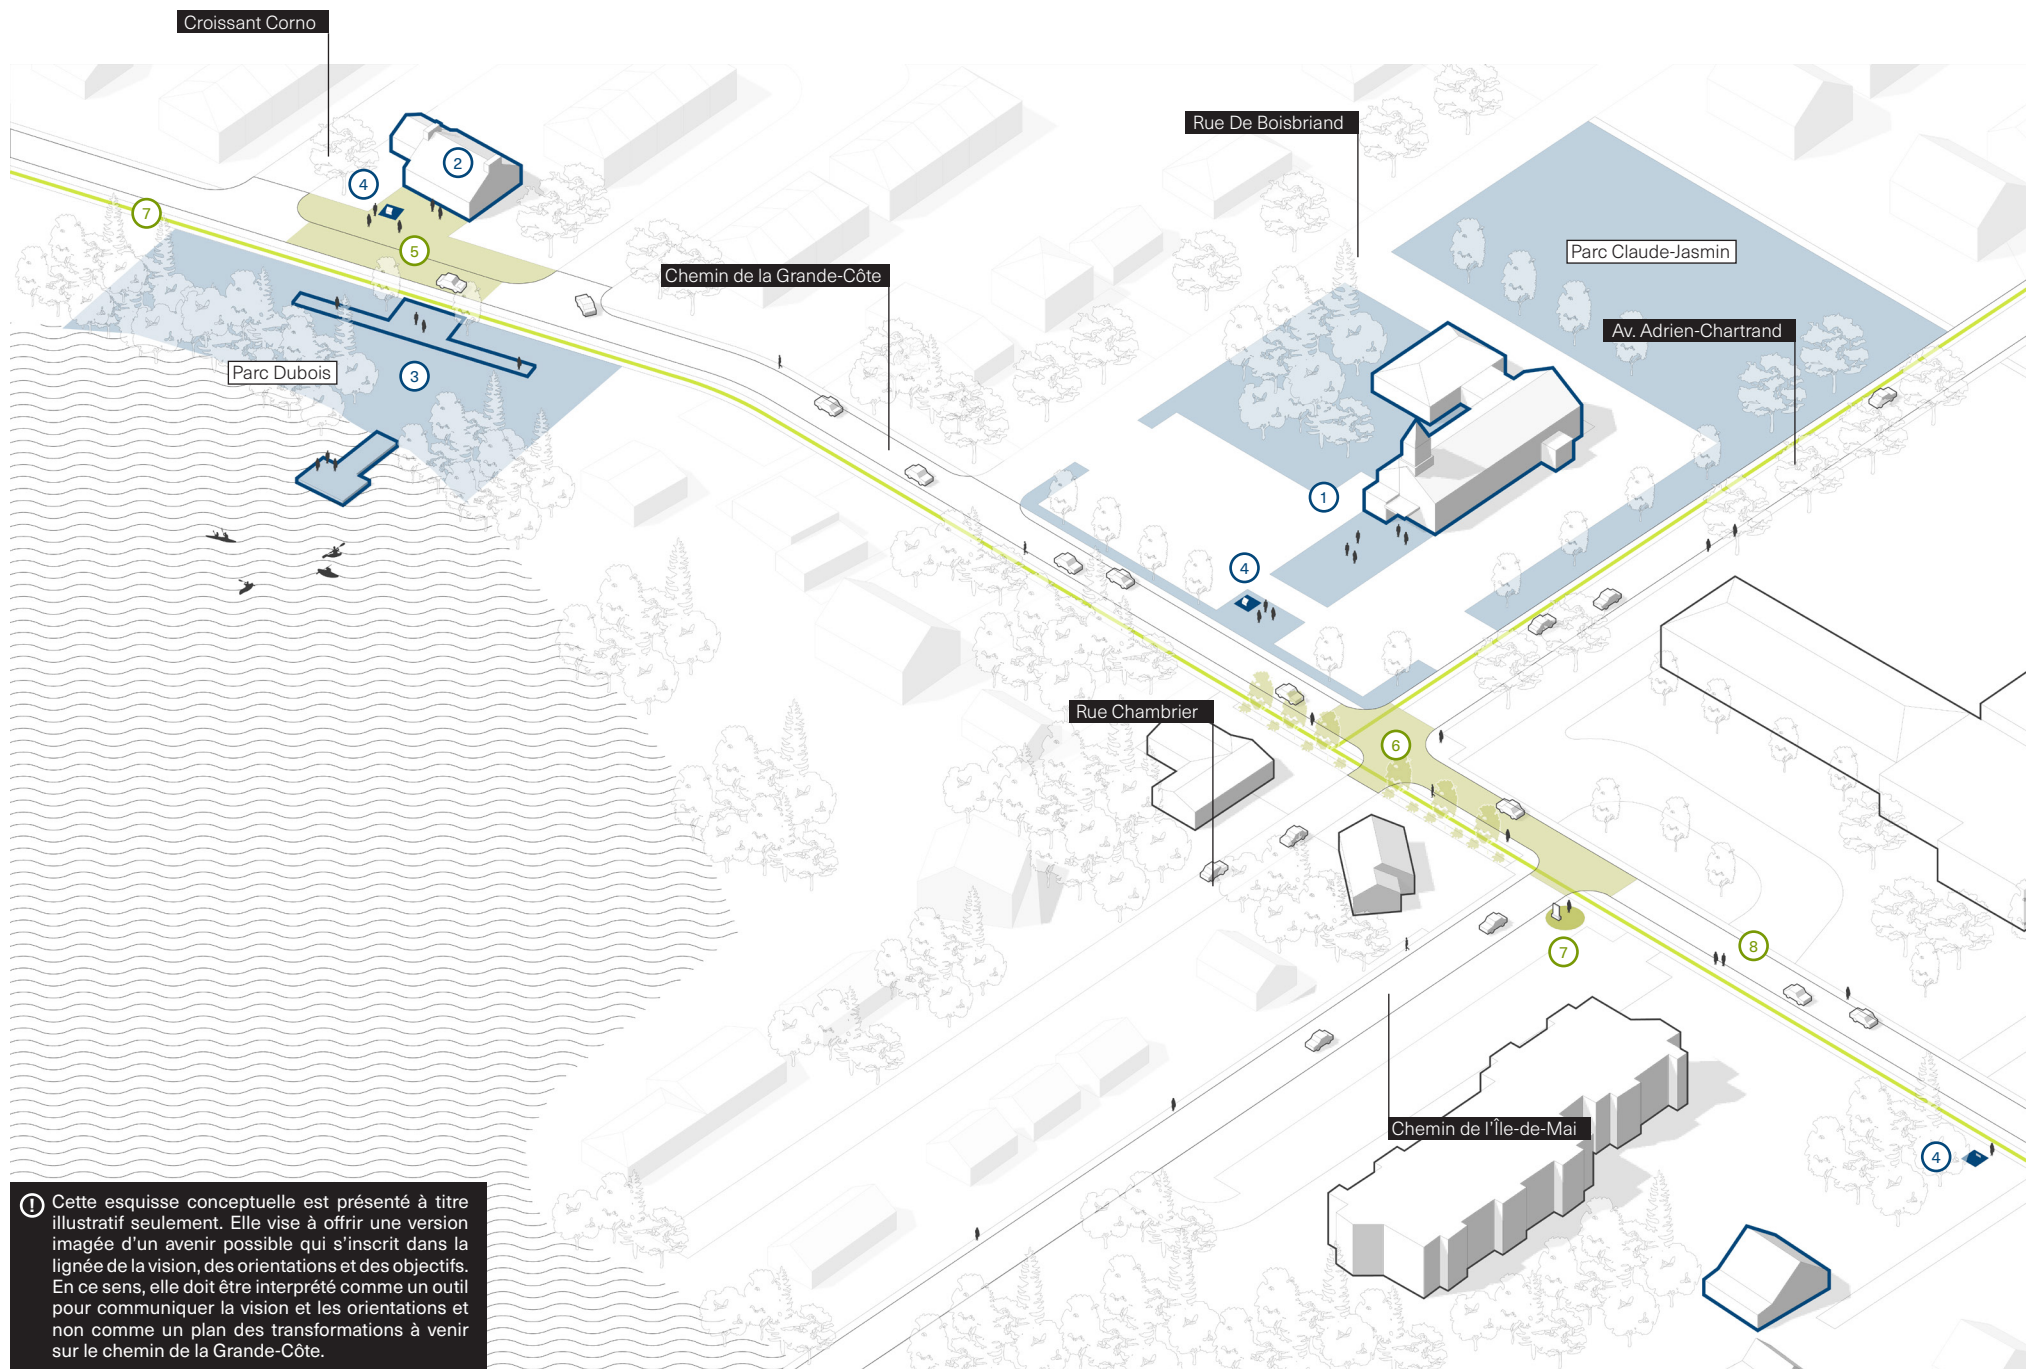 Croissant Corno
Rue De Boisbriand
2
4
7
5
Parc Claude-Jasmin
Chemin de la Grande-Côte
Av. Adrien-Chartrand
Parc Dubois
3
1
4
Rue Chambrier
6
7
8
Chemin de l'Île-de-Mai
4
! Cette esquisse conceptuelle est présenté à titre
illustratif seulement. Elle vise à offrir une version
imagée d'un avenir possible qui s'inscrit dans la
lignée de la vision, des orientations et des objectifs.
En ce sens, elle doit être interprété comme un outil
pour communiquer la vision et les orientations et
non comme un plan des transformations à venir
sur le chemin de la Grande-Côte.